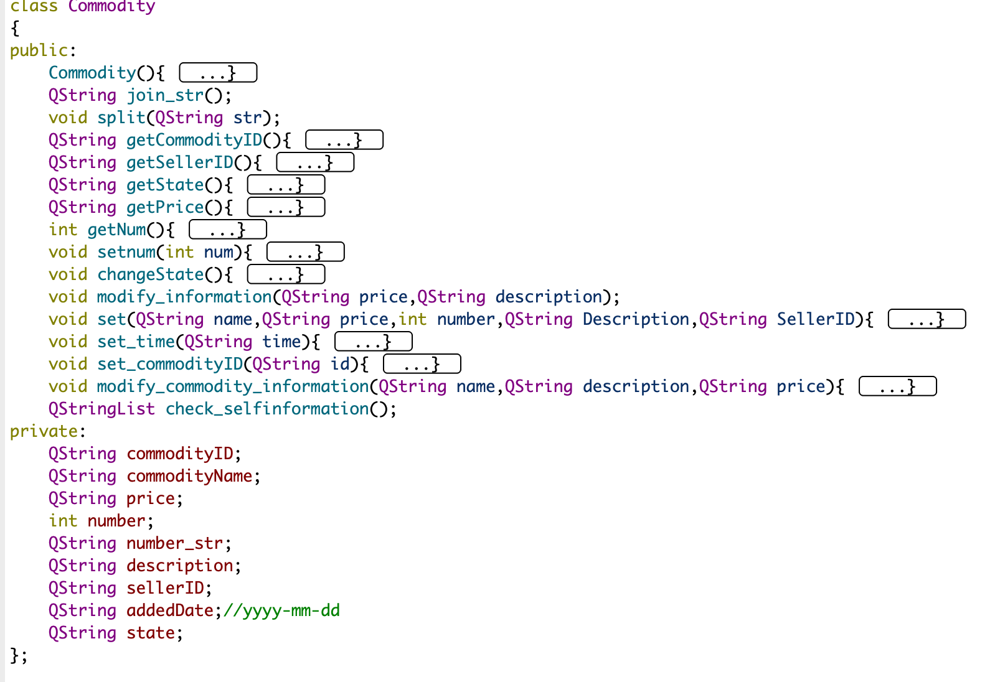 class Commodity
{
public:
Commodity(){ ...}
QString join_str();
void split(QString str);
QString getCommodityID(){ ...}
QString getSellerID(){ ...}
QString getState(){ ...}
QString getPrice(){ ...}
int getNum(){ ...}
void setnum(int num){ ...}
void changeState(){ ...}
void modify_information(QString price,QString description);
void set(QString name,QString price,int number,QString Description,QString SellerID){ ...}
void set_time(QString time){ ...}
void set_commodityID(QString id){ ...}
void modify_commodity_information(QString name,QString description,QString price){ ...}
QStringList check_selfinformation();
private:
QString commodityID;
QString commodityName;
QString price;
int number;
QString number_str;
QString description;
QString sellerID;
QString addedDate;//yyyy-mm-dd
QString state;
};